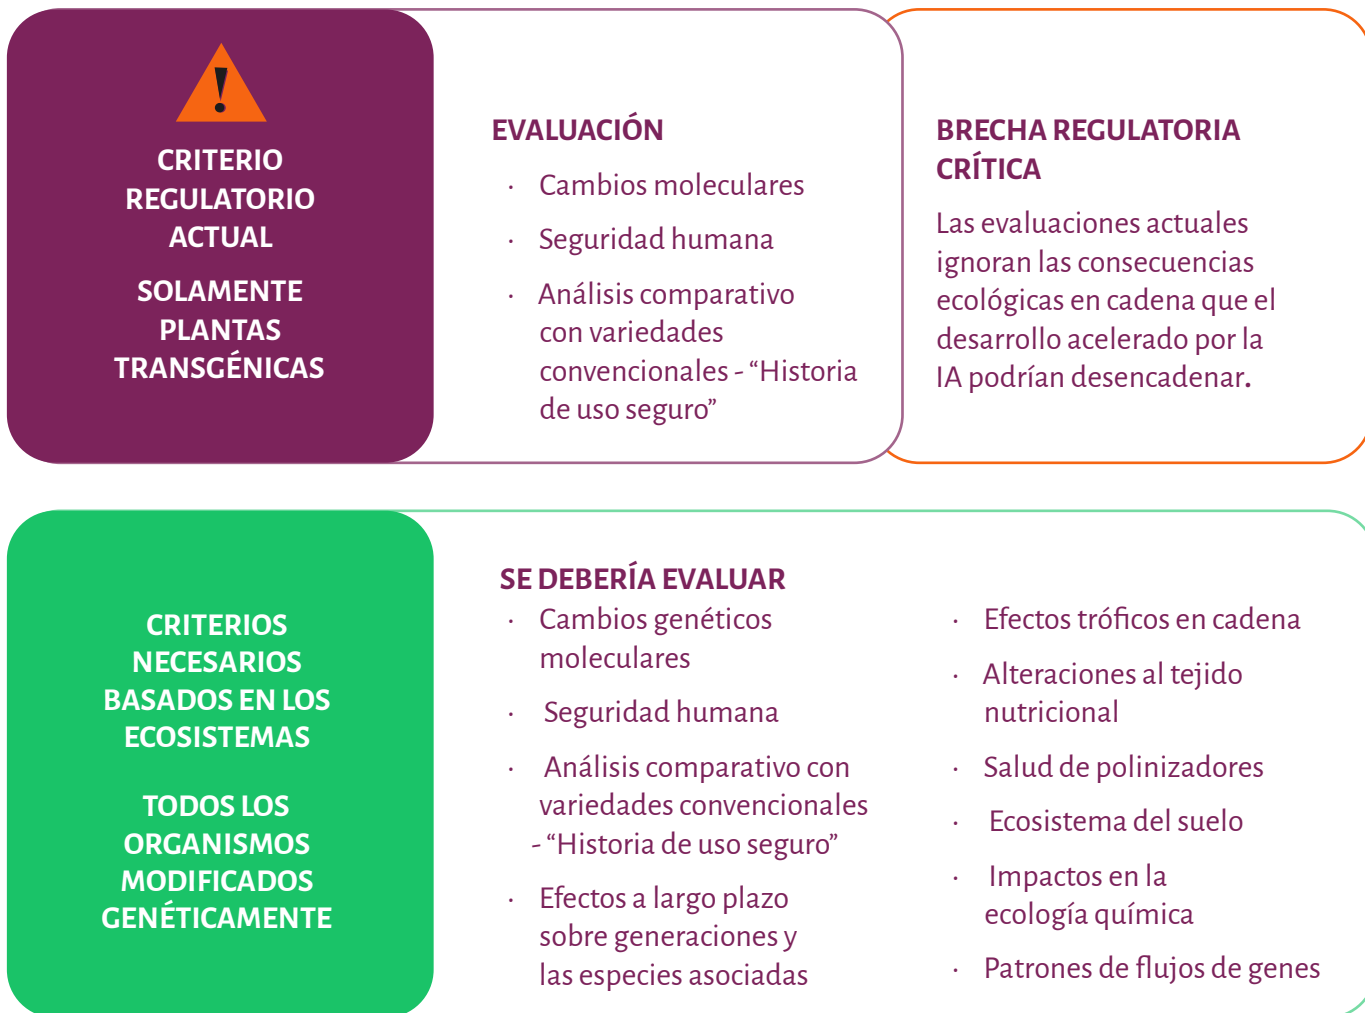 !
CRITERIO
REGULATORIO
ACTUAL
SOLAMENTE
PLANTAS
TRANSGÉNICAS
EVALUACIÓN
· Cambios moleculares
· Seguridad humana
· Análisis comparativo
con variedades
convencionales - “Historia
de uso seguro”
BRECHA REGULATORIA
CRÍTICA
Las evaluaciones actuales
ignoran las consecuencias
ecológicas en cadena que el
desarrollo acelerado por la
IA podrían desencadenar.
CRITERIOS
NECESARIOS
BASADOS EN LOS
ECOSISTEMAS
TODOS LOS
ORGANISMOS
MODIFICADOS
GENÉTICAMENTE
SE DEBERÍA EVALUAR
· Cambios genéticos
moleculares
· Seguridad humana
· Análisis comparativo con
variedades convencionales
- “Historia de uso seguro”
· Efectos a largo plazo
sobre generaciones y
las especies asociadas
· Efectos tróficos en cadena
· Alteraciones al tejido
nutricional
· Salud de polinizadores
· Ecosistema del suelo
· Impactos en la
ecología química
· Patrones de flujos de genes